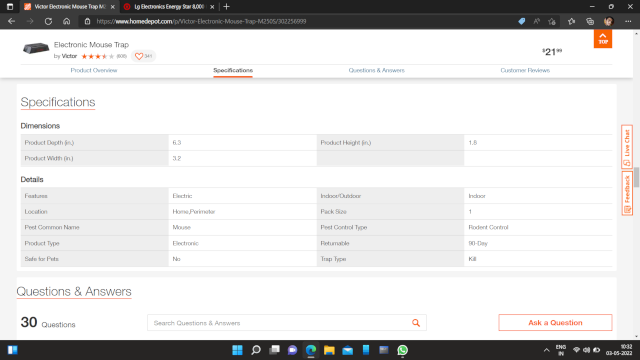 Victor Electronic Mouse Trap M2
Lg Electronics Energy Star 8,000
https://www.homedepot.com/p/Victor-Electronic-Mouse-Trap-M250S/302256999
Electronic Mouse Trap
by Victor
341
$21 99
TOP
Product Overview Specifications Questions & Answers Customer Reviews
Specifications
Dimensions
Product Depth (in.) 6.3 Product Height (in.) 1.8
Product Width (in.) 3.2
Details
Features Electric Indoor/Outdoor Indoor
Location Home,Perimeter Pack Size 1
Pest Common Name Mouse Pest Control Type Rodent Control
Product Type Electronic Returnable 90-Day
Safe for Pets No Trap Type Kill
Live Chat
Feedback
Questions & Answers
30 Questions
Search Questions & Answers
Ask a Question
ENG
IN
10:32
03-05-2022